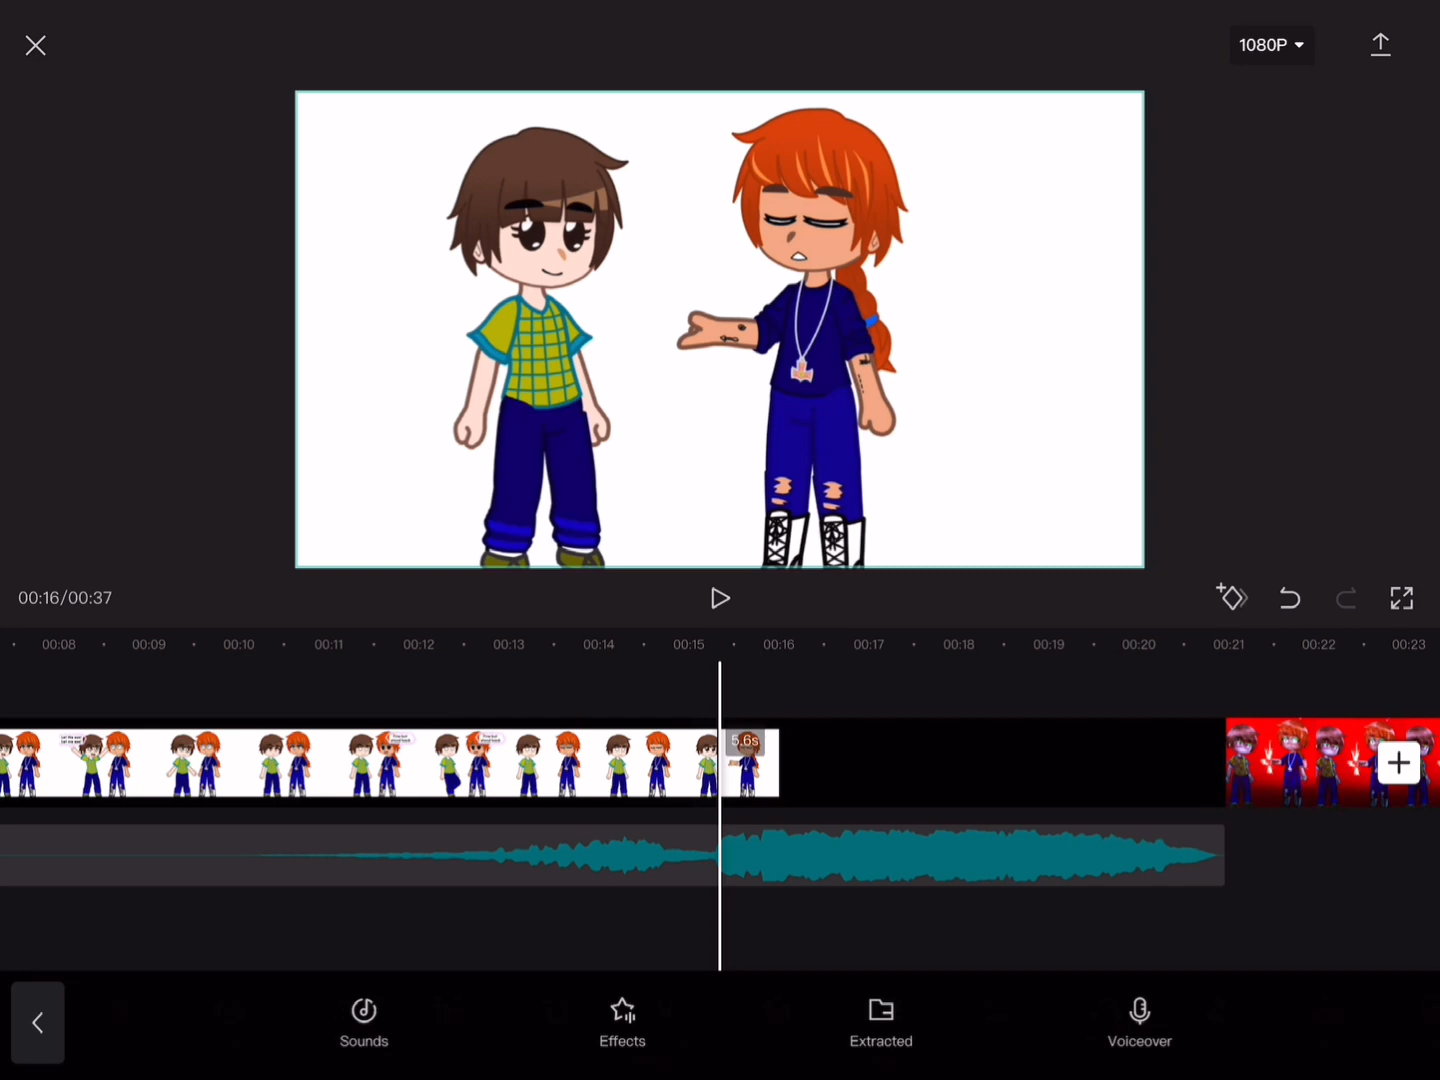 1080P
00:16/00:37
00:08 00:09 00:10 00:11 00:12 00:13 00:14 00:15 00:16 00:17 00:18 00:19 00:20 00:21 00:22 00:23
5.6s
Sounds Effects Extracted Voiceover